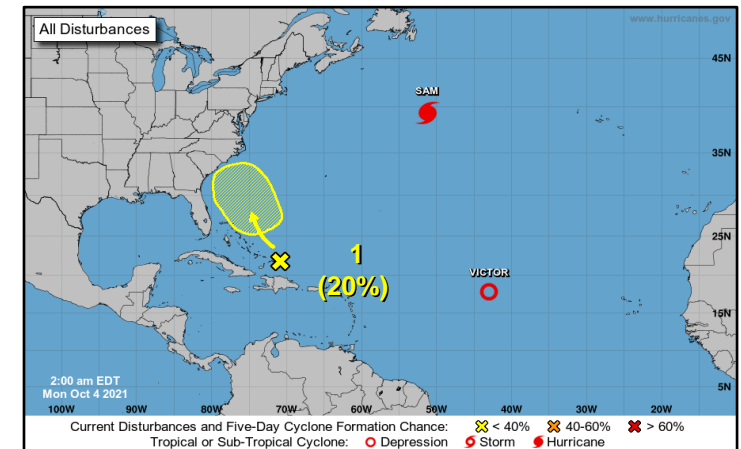 All Disturbances
www.hurricanes.gov
45N
SAM
35N
25N
1
(20%)
VICTOR
15N
2:00 am EDT
Mon Oct 4 2021
5N
100W 90W 80W 70W 60W 50W 40W 30W 20W
Current Disturbances and Five-Day Cyclone Formation Chance: < 40% 40-60% > 60%
Tropical or Sub-Tropical Cyclone: Depression Storm Hurricane